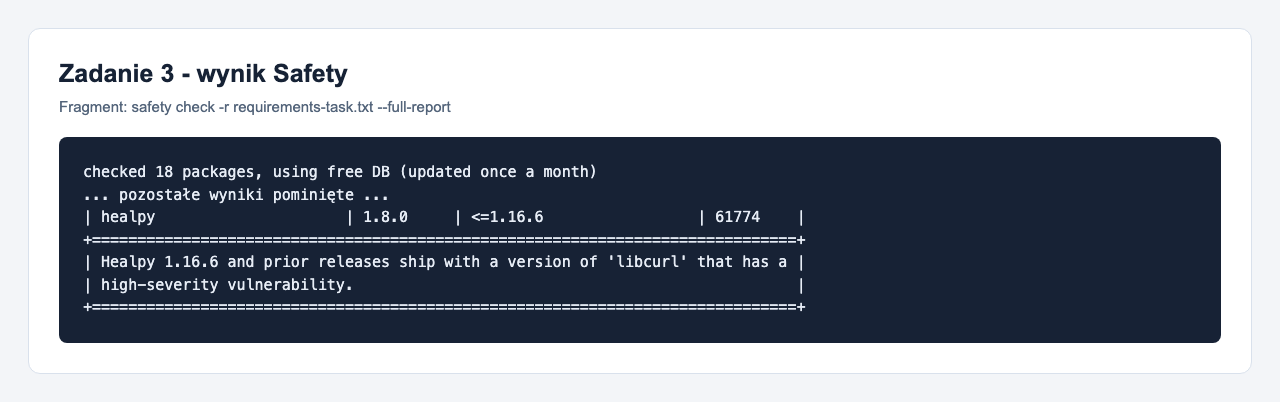 Zadanie 3 - wynik Safety
Fragment: safety check -r requirements-task.txt --full-report
checked 18 packages, using free DB (updated once a month)
... pozostałe wyniki pominięte ...
| healpy                     | 1.8.0     | <=1.16.6                 | 61774    |
+==============================================================================+
| Healpy 1.16.6 and prior releases ship with a version of 'libcurl' that has a |
| high-severity vulnerability.                                                 |
+==============================================================================+